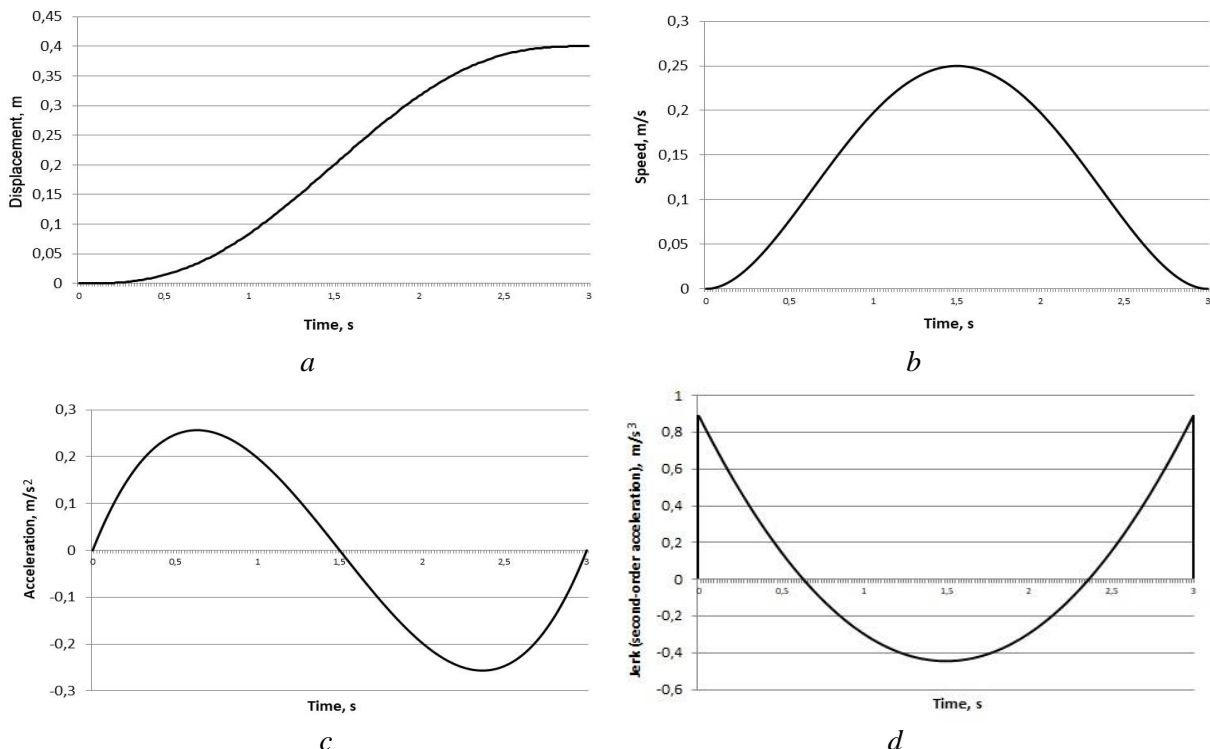 0,45
0,4
0,35
0,3
0,25
0,2
0,15
0,1
0,05
0
Displacement, m
0 0,5 1 1,5 2 2,5 3
Time, s
a
0,3
0,25
0,2
0,15
0,1
0,05
0
Speed, m/s
0 0,5 1 1,5 2 2,5 3
Time, s
b
0,3
0,2
0,1
0
-0,1
-0,2
-0,3
Acceleration, m/s²
0 0,5 1 1,5 2 2,5 3
Time, s
c
1
0,8
0,6
0,4
0,2
0
-0,2
-0,4
-0,6
Jerk (second-order acceleration), m/s³
0 0,5 1 1,5 2 2,5 3
Time, s
d